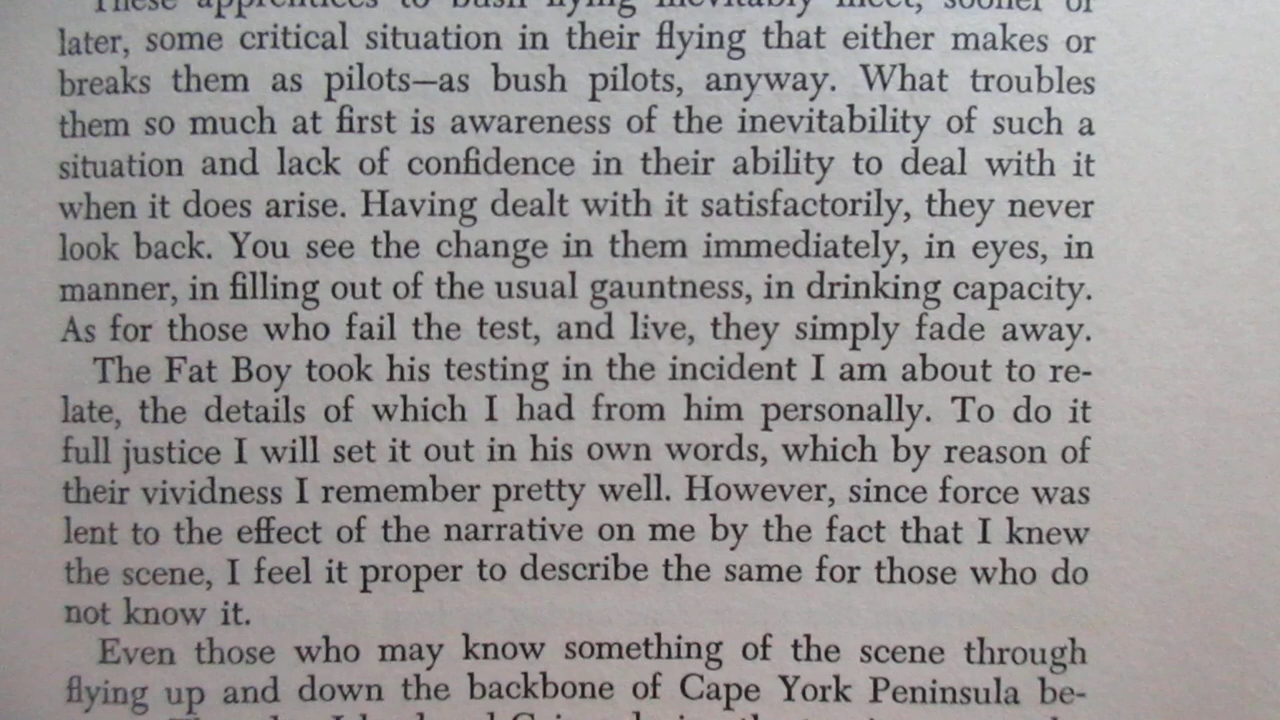 These apprentices to bush flying inevitably meet, sooner or
later, some critical situation in their flying that either makes or
breaks them as pilots—as bush pilots, anyway. What troubles
them so much at first is awareness of the inevitability of such a
situation and lack of confidence in their ability to deal with it
when it does arise. Having dealt with it satisfactorily, they never
look back. You see the change in them immediately, in eyes, in
manner, in filling out of the usual gauntness, in drinking capacity.
As for those who fail the test, and live, they simply fade away.
The Fat Boy took his testing in the incident I am about to re-
late, the details of which I had from him personally. To do it
full justice I will set it out in his own words, which by reason of
their vividness I remember pretty well. However, since force was
lent to the effect of the narrative on me by the fact that I knew
the scene, I feel it proper to describe the same for those who do
not know it.
Even those who may know something of the scene through
flying up and down the backbone of Cape York Peninsula be-